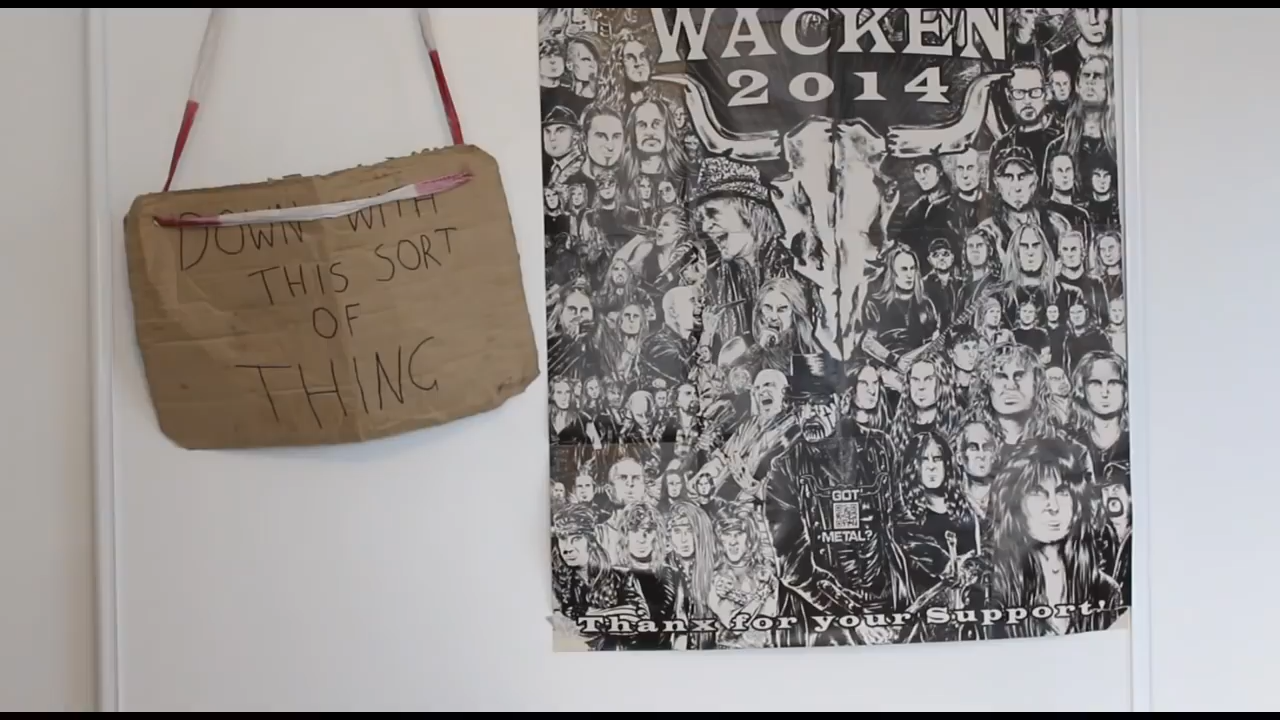 DOWN WITH
THIS SORT
OF
THING
WACKEN
2014
GOT
METAL?
Thanx for your Support!